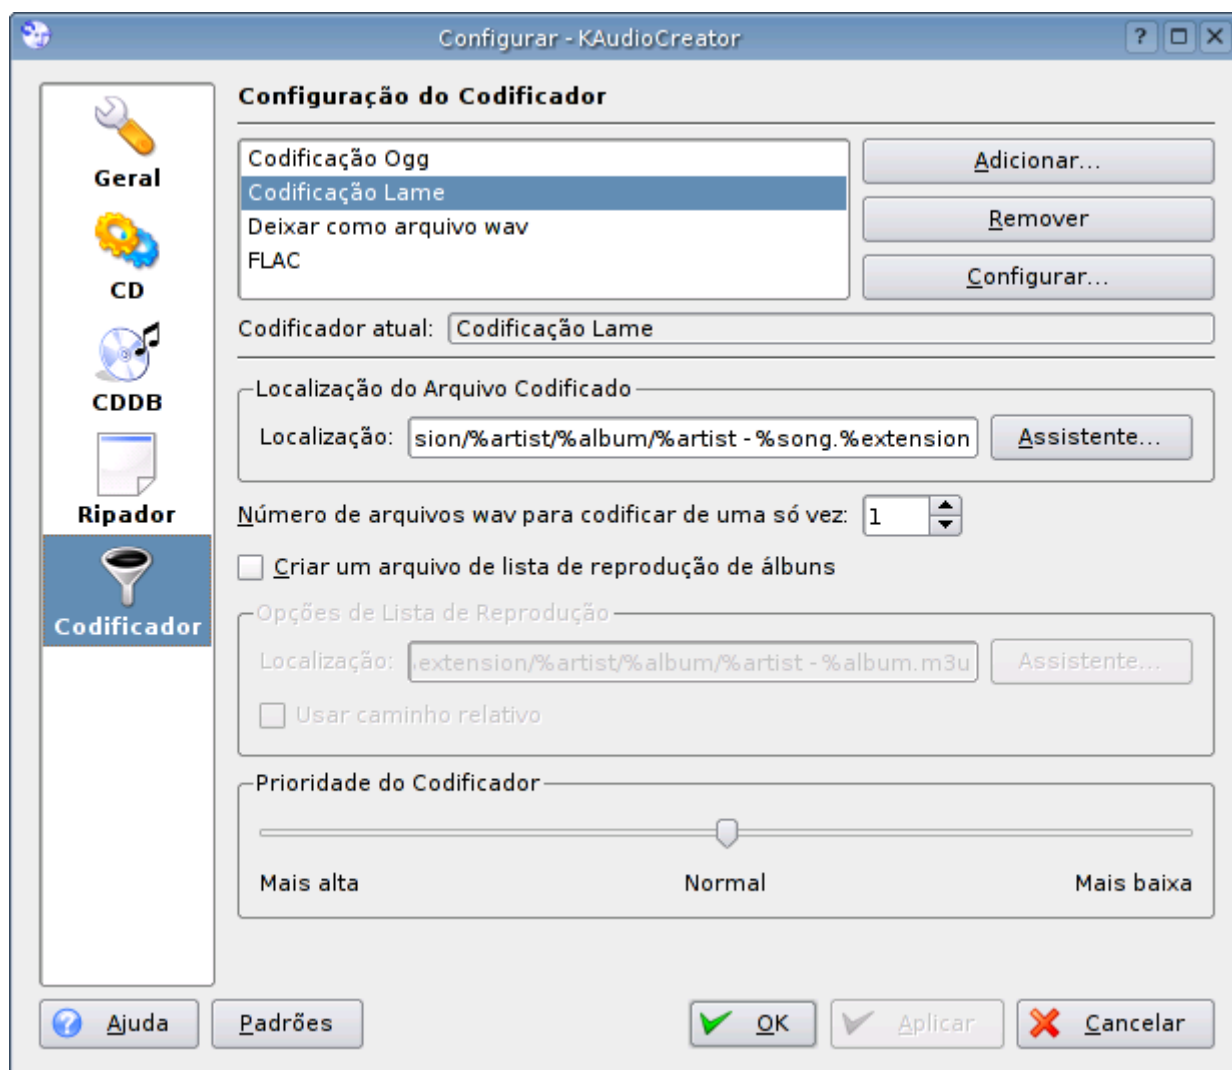 Configurar - KAudioCreator
Geral
CD
CDDB
Ripador
Codificador
Configuração do Codificador
Codificação Ogg
Codificação Lame
Deixar como arquivo wav
FLAC
Adicionar...
Remover
Configurar...
Codificador atual: Codificação Lame
Localização do Arquivo Codificado
Localização: sion/%artist/%album/%artist - %song.%extension Assistente...
Número de arquivos wav para codificar de uma só vez: 1
Criar um arquivo de lista de reprodução de álbuns
Opções de Lista de Reprodução
Localização: extension/%artist/%album/%artist - %album.m3u Assistente...
Usar caminho relativo
Prioridade do Codificador
Mais alta Normal Mais baixa
Ajuda Padrões OK Aplicar Cancelar